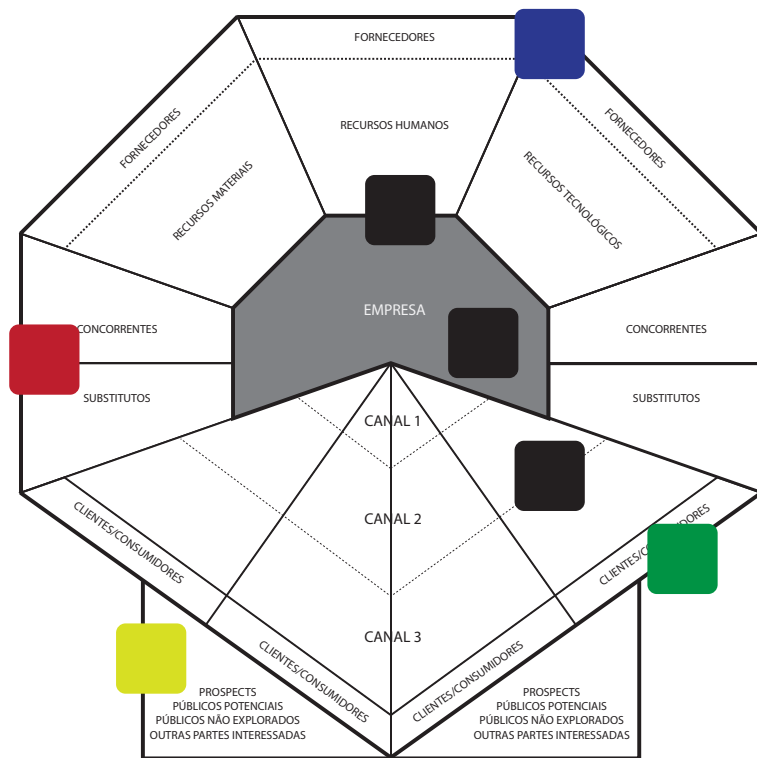 FORNECEDORES
FORNECEDORES
FORNECEDORES
RECURSOS HUMANOS
RECURSOS MATERIAIS
RECURSOS TECNOLÓGICOS
EMPRESA
CONCORRENTES
CONCORRENTES
SUBSTITUTOS
SUBSTITUTOS
CANAL 1
CANAL 2
CANAL 3
CLIENTES/CONSUMIDORES
CLIENTES/CONSUMIDORES
CLIENTES/CONSUMIDORES
CLIENTES/CONSUMIDORES
PROSPECTS
PÚBLICOS POTENCIAIS
PÚBLICOS NÃO EXPLORADOS
OUTRAS PARTES INTERESSADAS
PROSPECTS
PÚBLICOS POTENCIAIS
PÚBLICOS NÃO EXPLORADOS
OUTRAS PARTES INTERESSADAS